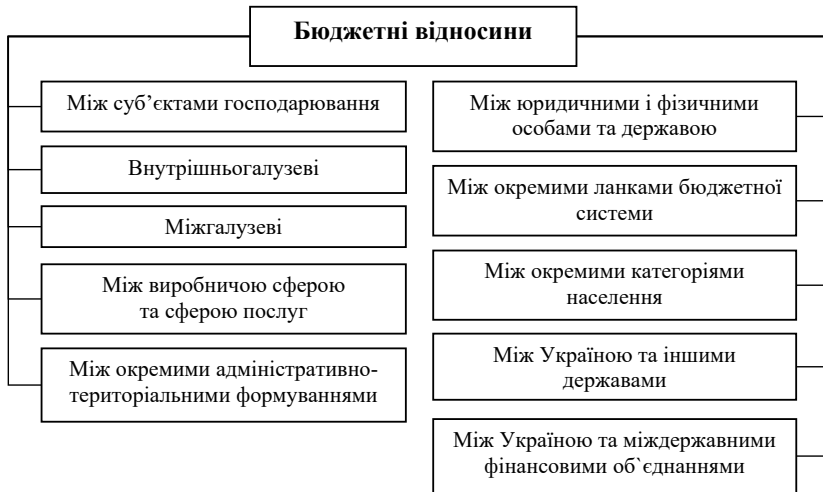 Бюджетні відносини
Між суб’єктами господарювання
Внутрішньогалузеві
Міжгалузеві
Між виробничою сферою
та сферою послуг
Між окремими адміністративно-
територіальними формуваннями
Між юридичними і фізичними
особами та державою
Між окремими ланками бюджетної
системи
Між окремими категоріями
населення
Між Україною та іншими
державами
Між Україною та міждержавними
фінансовими об`єднаннями